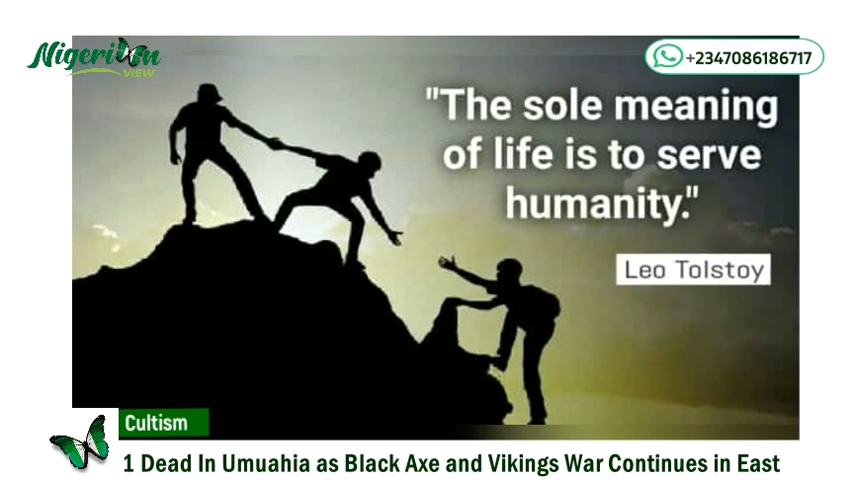 Nigerian
VIEW
+2347086186717
"The sole meaning
of life is to serve
humanity."
Leo Tolstoy
Cultism
1 Dead In Umuahia as Black Axe and Vikings War Continues in East